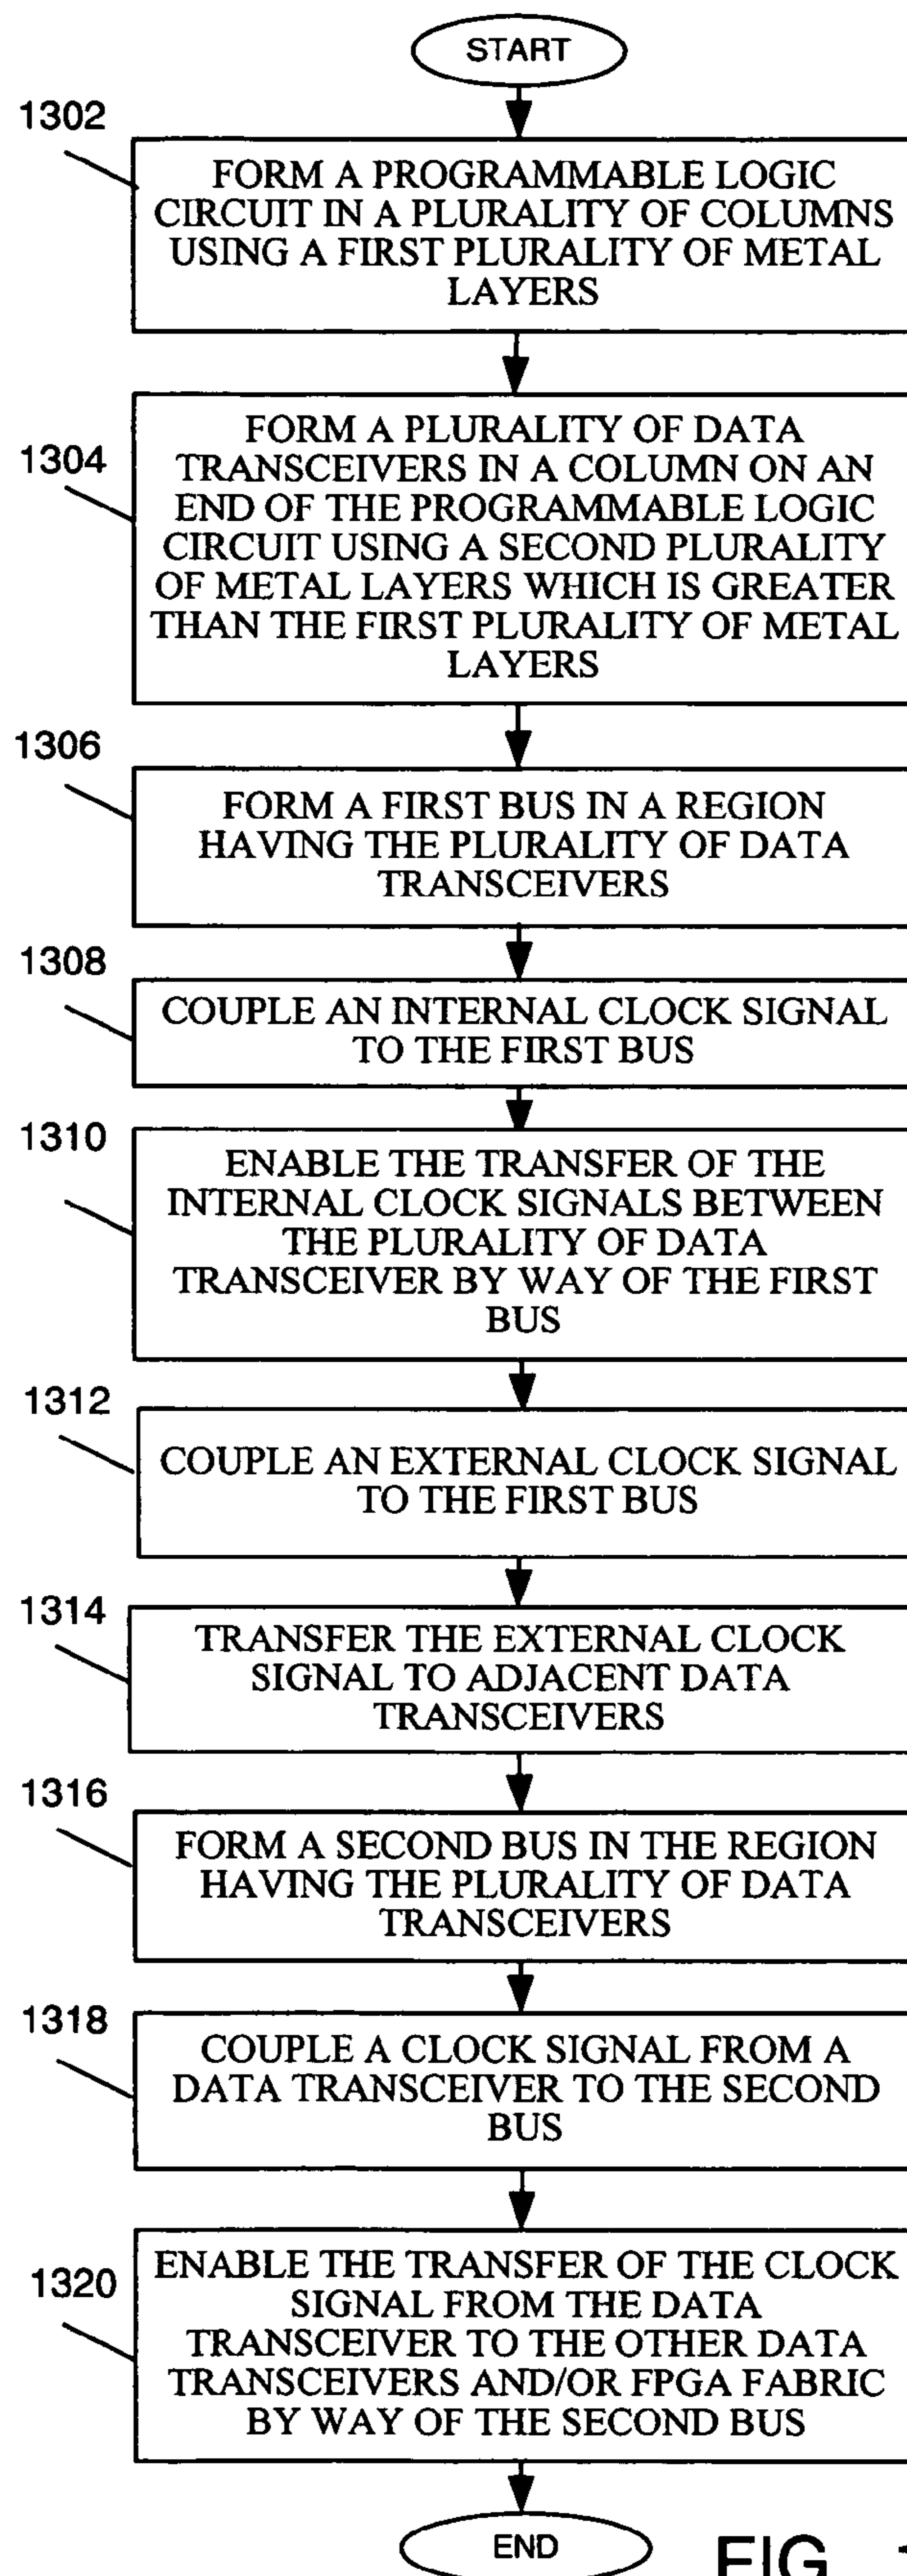 START
1302
FORM A PROGRAMMABLE LOGIC
CIRCUIT IN A PLURALITY OF COLUMNS
USING A FIRST PLURALITY OF METAL
LAYERS
1304
FORM A PLURALITY OF DATA
TRANSCEIVERS IN A COLUMN ON AN
END OF THE PROGRAMMABLE LOGIC
CIRCUIT USING A SECOND PLURALITY
OF METAL LAYERS WHICH IS GREATER
THAN THE FIRST PLURALITY OF METAL
LAYERS
1306
FORM A FIRST BUS IN A REGION
HAVING THE PLURALITY OF DATA
TRANSCEIVERS
1308
COUPLE AN INTERNAL CLOCK SIGNAL
TO THE FIRST BUS
1310
ENABLE THE TRANSFER OF THE
INTERNAL CLOCK SIGNALS BETWEEN
THE PLURALITY OF DATA
TRANSCEIVER BY WAY OF THE FIRST
BUS
1312
COUPLE AN EXTERNAL CLOCK SIGNAL
TO THE FIRST BUS
1314
TRANSFER THE EXTERNAL CLOCK
SIGNAL TO ADJACENT DATA
TRANSCEIVERS
1316
FORM A SECOND BUS IN THE REGION
HAVING THE PLURALITY OF DATA
TRANSCEIVERS
1318
COUPLE A CLOCK SIGNAL FROM A
DATA TRANSCEIVER TO THE SECOND
BUS
1320
ENABLE THE TRANSFER OF THE CLOCK
SIGNAL FROM THE DATA
TRANSCEIVER TO THE OTHER DATA
TRANSCEIVERS AND/OR FPGA FABRIC
BY WAY OF THE SECOND BUS
END
FIG.